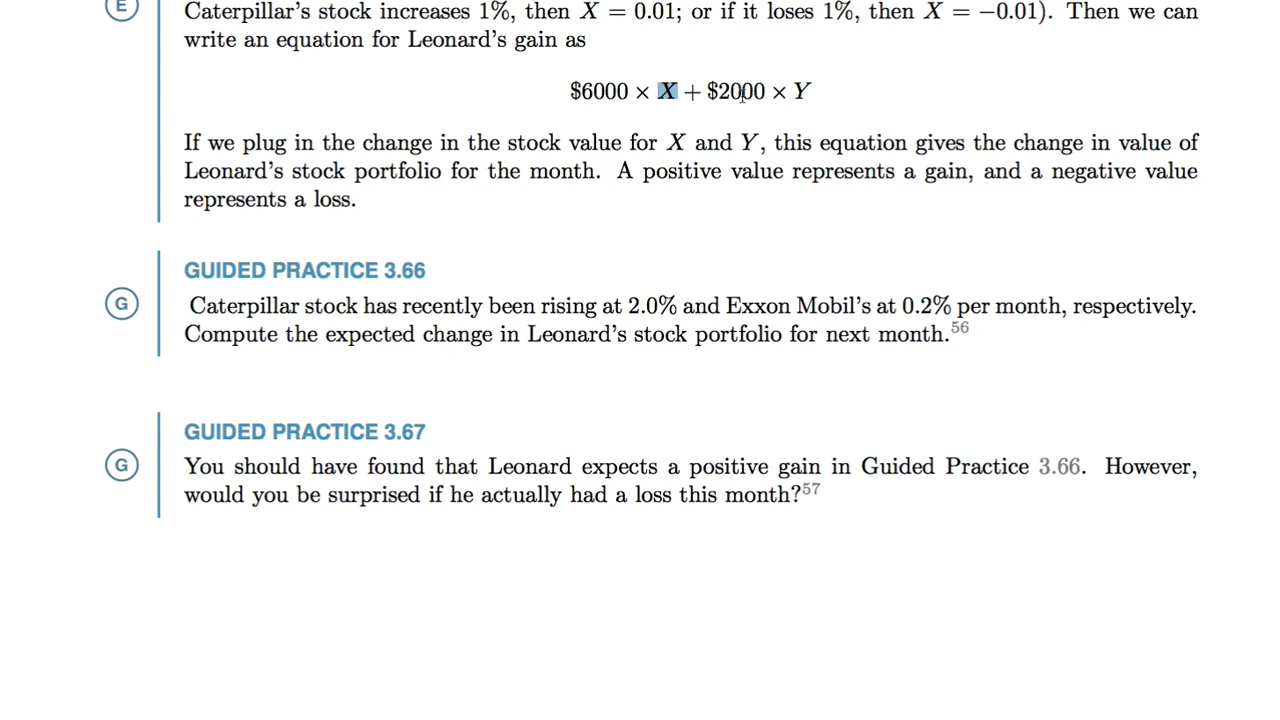 E
Caterpillar's stock increases 1%, then X = 0.01; or if it loses 1%, then X = −0.01). Then we can
write an equation for Leonard's gain as
$6000 × X + $2000 × Y
If we plug in the change in the stock value for X and Y, this equation gives the change in value of
Leonard's stock portfolio for the month. A positive value represents a gain, and a negative value
represents a loss.
GUIDED PRACTICE 3.66
G
Caterpillar stock has recently been rising at 2.0% and Exxon Mobil's at 0.2% per month, respectively.
Compute the expected change in Leonard's stock portfolio for next month.56
GUIDED PRACTICE 3.67
G
You should have found that Leonard expects a positive gain in Guided Practice 3.66. However,
would you be surprised if he actually had a loss this month?57